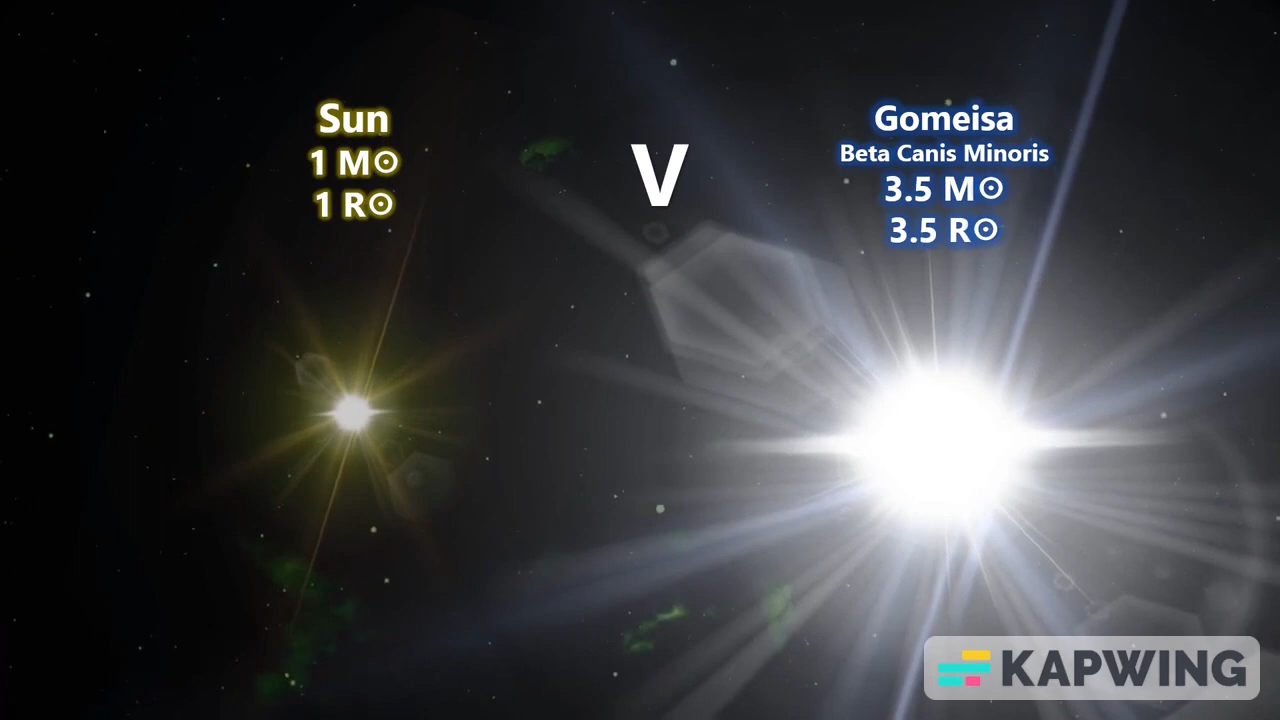 Sun
1 M☉
1 R☉
V
Gomeisa
Beta Canis Minoris
3.5 M☉
3.5 R☉
KAPWING